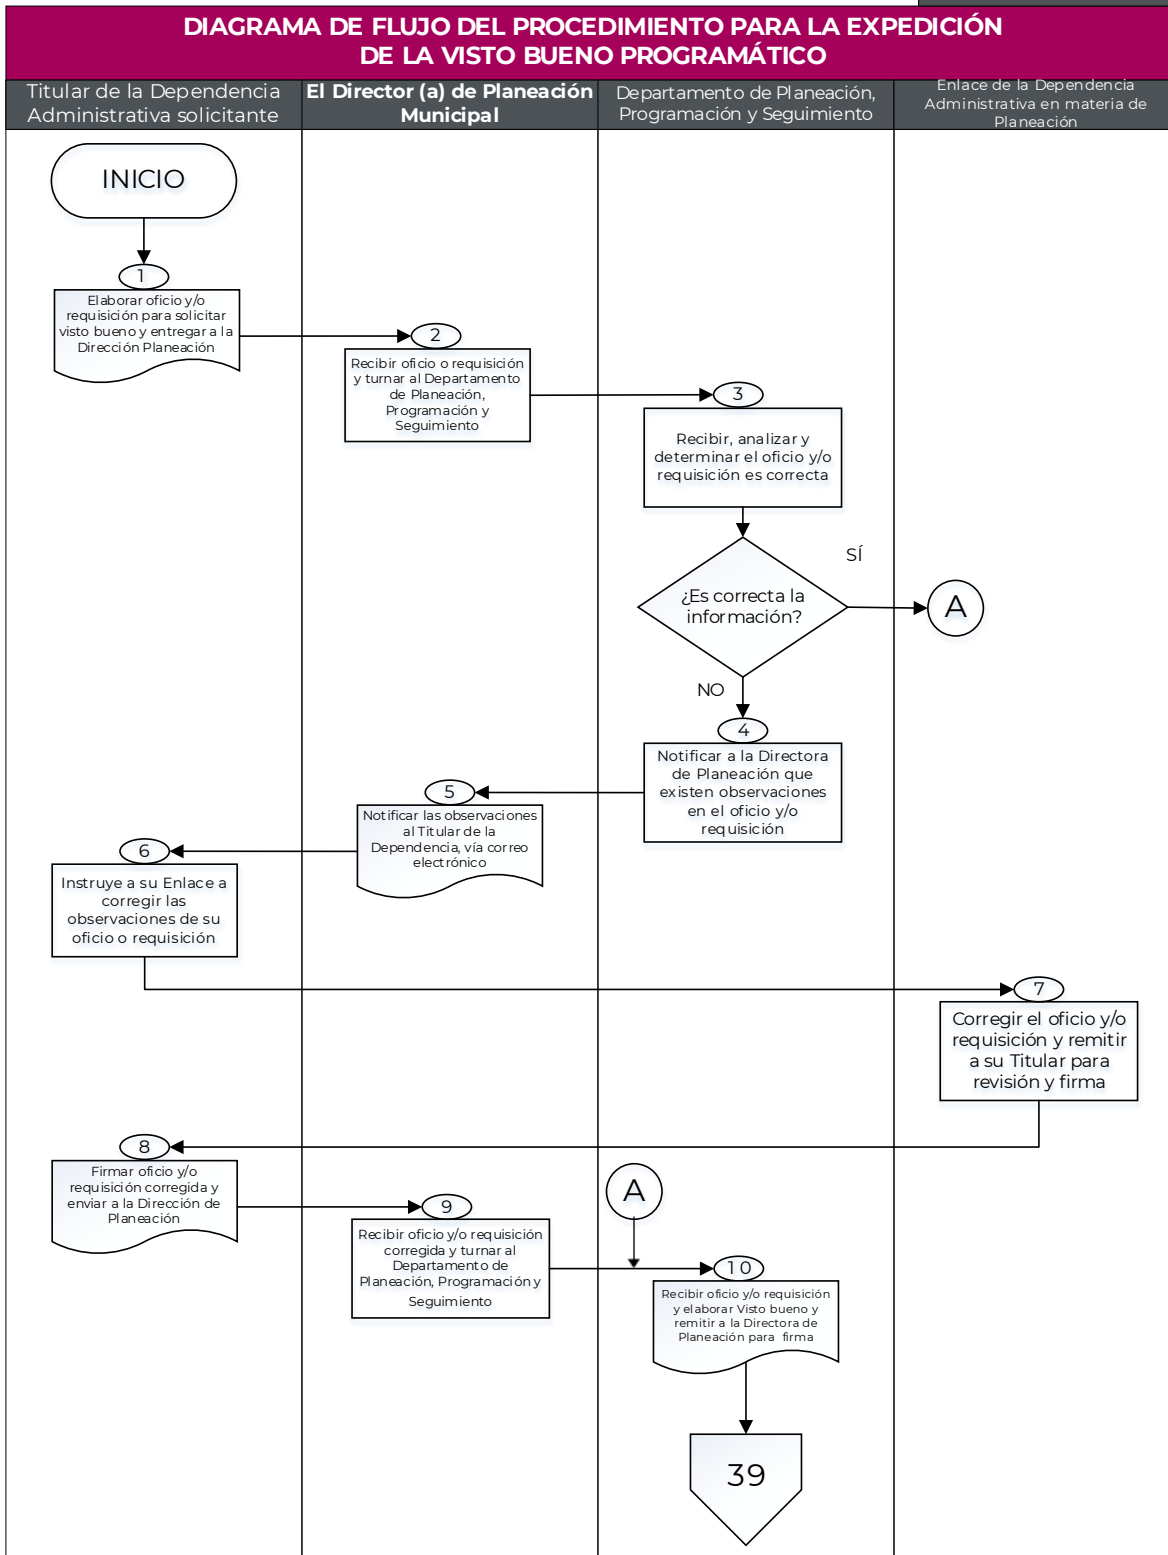 DIAGRAMA DE FLUJO DEL PROCEDIMIENTO PARA LA EXPEDICIÓN
DE LA VISTO BUENO PROGRAMÁTICO
Titular de la Dependencia
Administrativa solicitante
El Director (a) de Planeación
Municipal
Departamento de Planeación,
Programación y Seguimiento
Enlace de la Dependencia
Administrativa en materia de
Planeación
INICIO
1
Elaborar oficio y/o
requisición para solicitar
visto bueno y entregar a la
Dirección Planeación
2
Recibir oficio o requisición
y turnar al Departamento
de Planeación,
Programación y
Seguimiento
3
Recibir, analizar y
determinar el oficio y/o
requisición es correcta
¿Es correcta la
información?
SÍ
A
NO
4
Notificar a la Directora
de Planeación que
existen observaciones
en el oficio y/o
requisición
5
Notificar las observaciones
al Titular de la
Dependencia, vía correo
electrónico
6
Instruye a su Enlace a
corregir las
observaciones de su
oficio o requisición
7
Corregir el oficio y/o
requisición y remitir
a su Titular para
revisión y firma
8
Firmar oficio y/o
requisición corregida y
enviar a la Dirección de
Planeación
9
Recibir oficio y/o requisición
corregida y turnar al
Departamento de
Planeación, Programación y
Seguimiento
A
10
Recibir oficio y/o requisición
y elaborar Visto bueno y
remitir a la Directora de
Planeación para firma
39